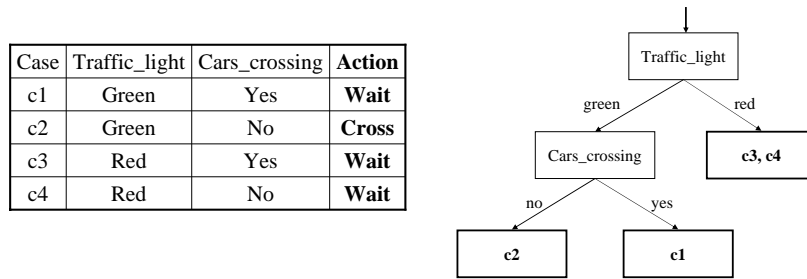 Case Traffic_light Cars_crossing Action
c1 Green Yes Wait
c2 Green No Cross
c3 Red Yes Wait
c4 Red No Wait
Traffic_light
green red
Cars_crossing c3, c4
no yes
c2 c1